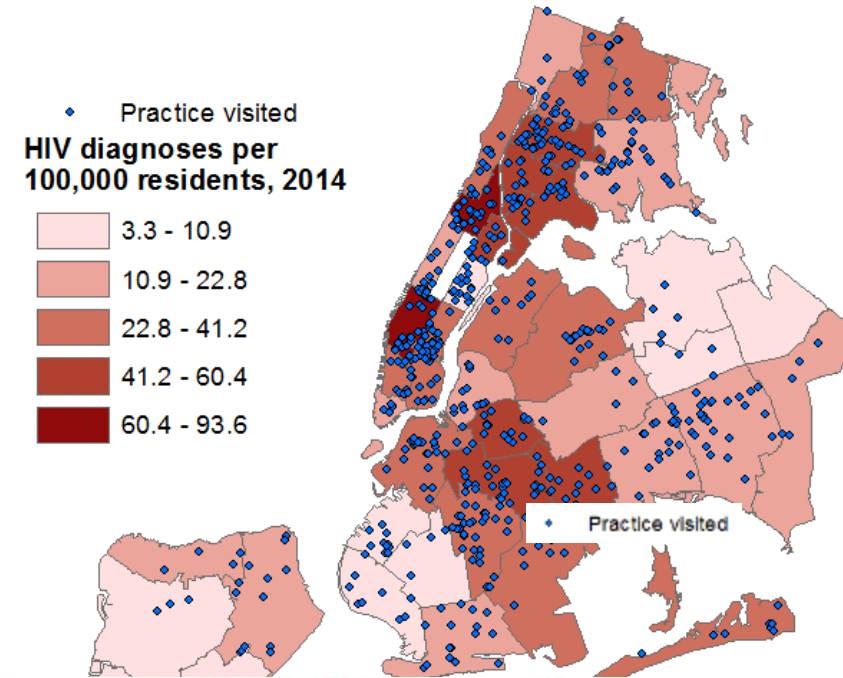 Practice visited
HIV diagnoses per
100,000 residents, 2014
3.3 - 10.9
10.9 - 22.8
22.8 - 41.2
41.2 - 60.4
60.4 - 93.6
Practice visited